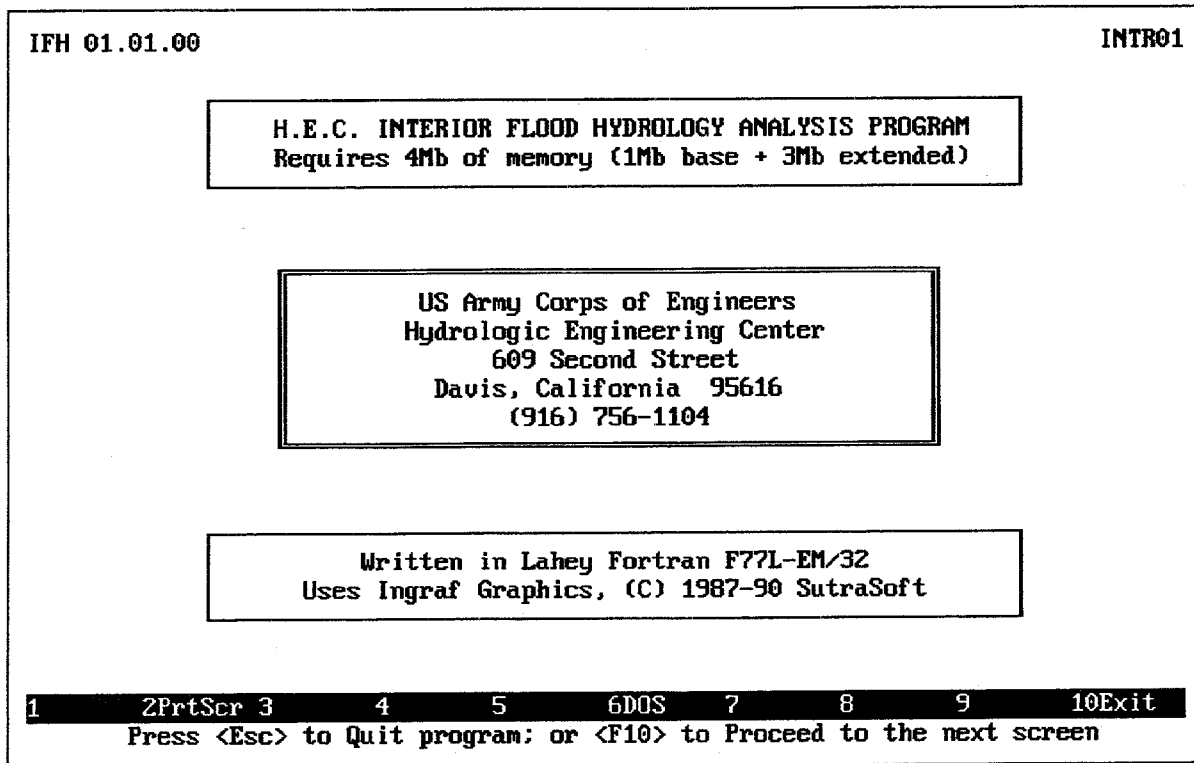 IFH 01.01.00 INTR01
H.E.C. INTERIOR FLOOD HYDROLOGY ANALYSIS PROGRAM
Requires 4Mb of memory (1Mb base + 3Mb extended)
US Army Corps of Engineers
Hydrologic Engineering Center
609 Second Street
Davis, California 95616
(916) 756-1104
Written in Lahey Fortran F77L-EM/32
Uses Ingraf Graphics, (C) 1987-90 SutraSoft
1 2PrtScr 3 4 5 6DOS 7 8 9 10Exit
Press <Esc> to Quit program; or <F10> to Proceed to the next screen